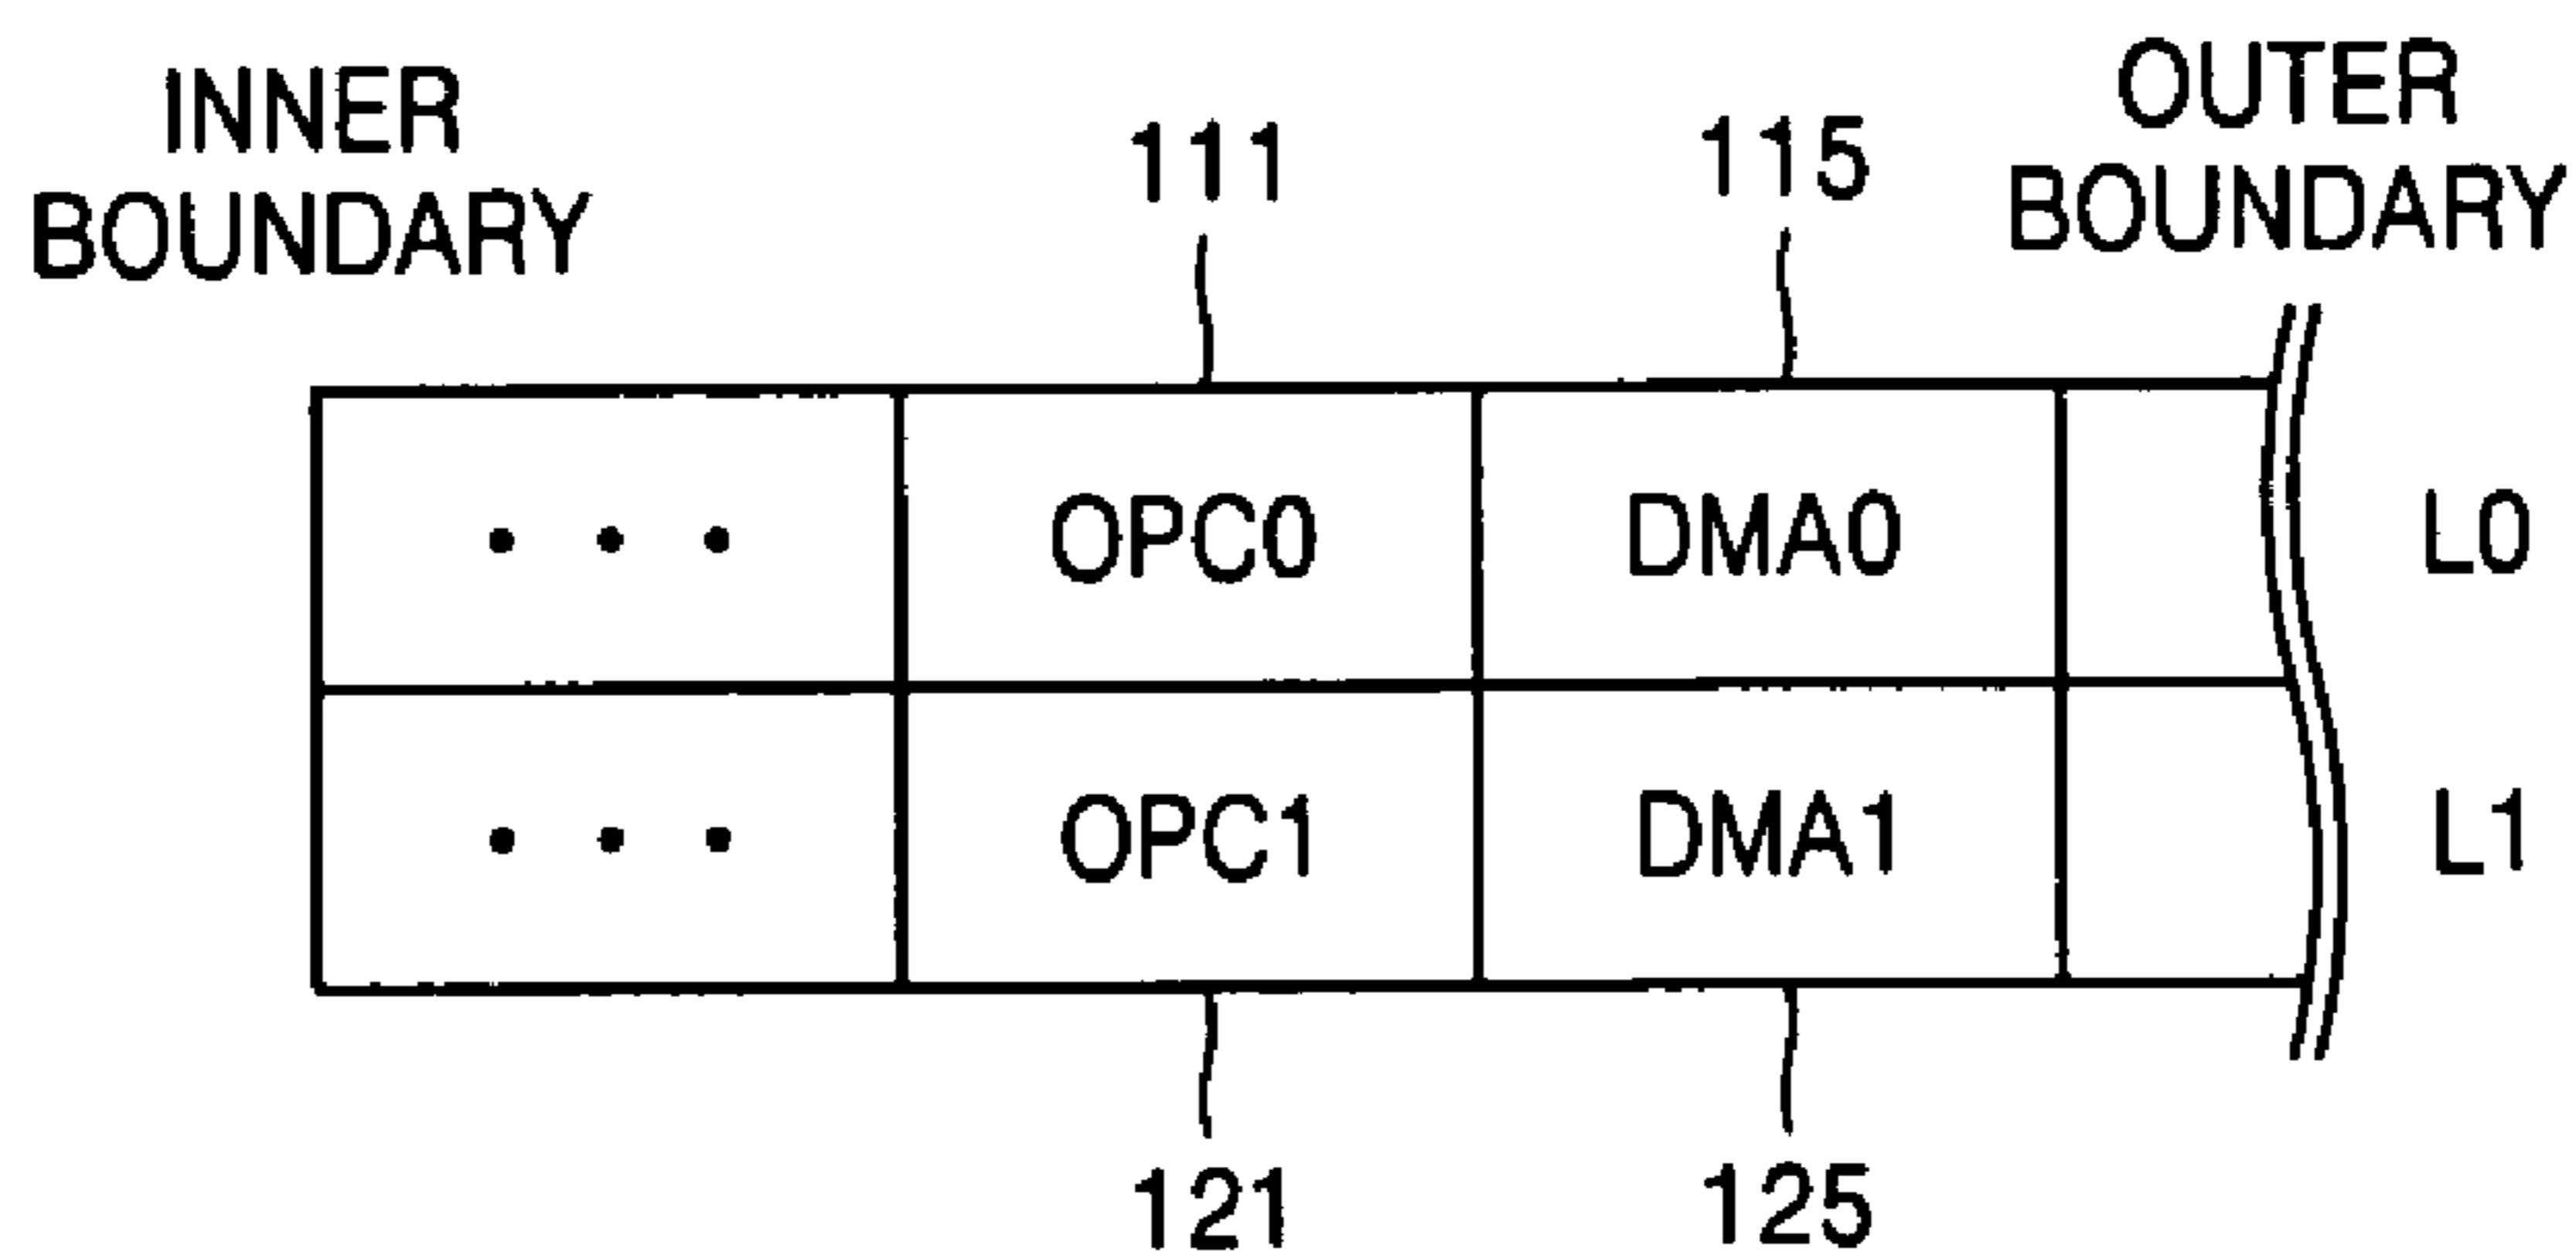 INNER
BOUNDARY
111
115
OUTER
BOUNDARY
• • •
OPC0
DMA0
L0
• • •
OPC1
DMA1
L1
121
125